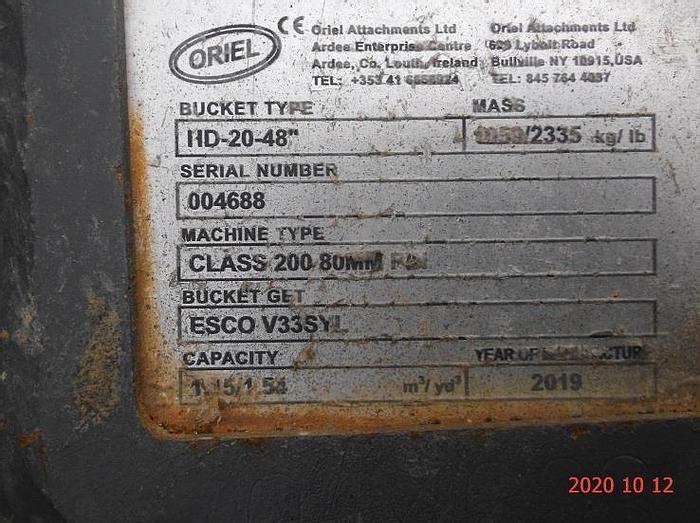 ORIEL
CE Oriel Attachments Ltd
Ardee Enterprise Centre
Ardee, Co. Louth, Ireland
TEL: +353 41
Oriel Attachments Ltd
Lybolt Road
Bullville NY 10915, USA
TEL: 845 764 4037
BUCKET TYPE
HD-20-48"
MASS
/2335 kg/ lb
SERIAL NUMBER
004688
MACHINE TYPE
CLASS 200 80MM
BUCKET GET
ESCO V33SYL
CAPACITY
m³/ yd³
YEAR OF
2019
2020 10 12